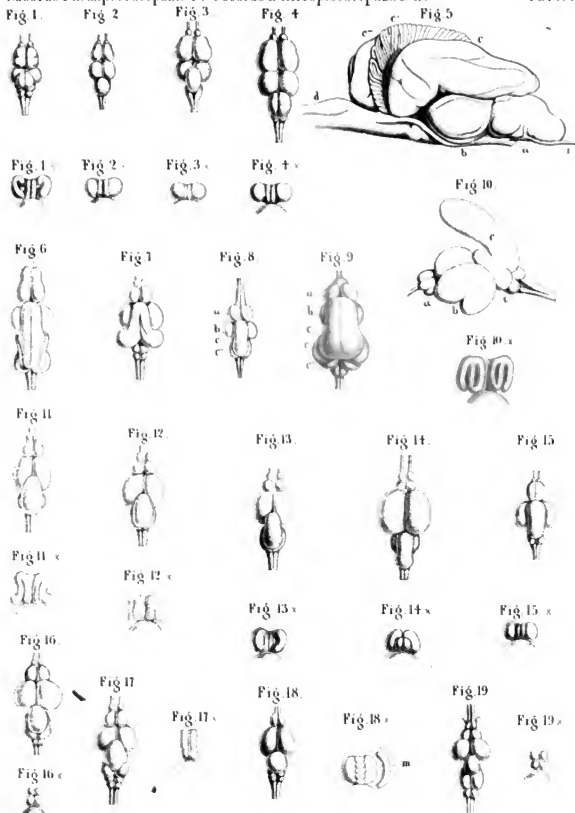 Fig.1. Fig.2 Fig.3 Fig.4 Fig.5
c' c c'' d b a i
Fig.1 x Fig.2 x Fig.3 x Fig.4 x
Fig 10.
c a b
Fig 6 Fig.7 Fig.8. Fig.9
a b c c'' a b c c' c''
Fig 10.x
Fig 11 Fig.12. Fig.13. Fig 14. Fig 15
Fig 11 x Fig.12 x
Fig.13 x Fig.14 x Fig.15 x
Fig 16. Fig.17 Fig.18. Fig.19
Fig.17 x Fig.18 x Fig 19 x
m
Fig 16 x